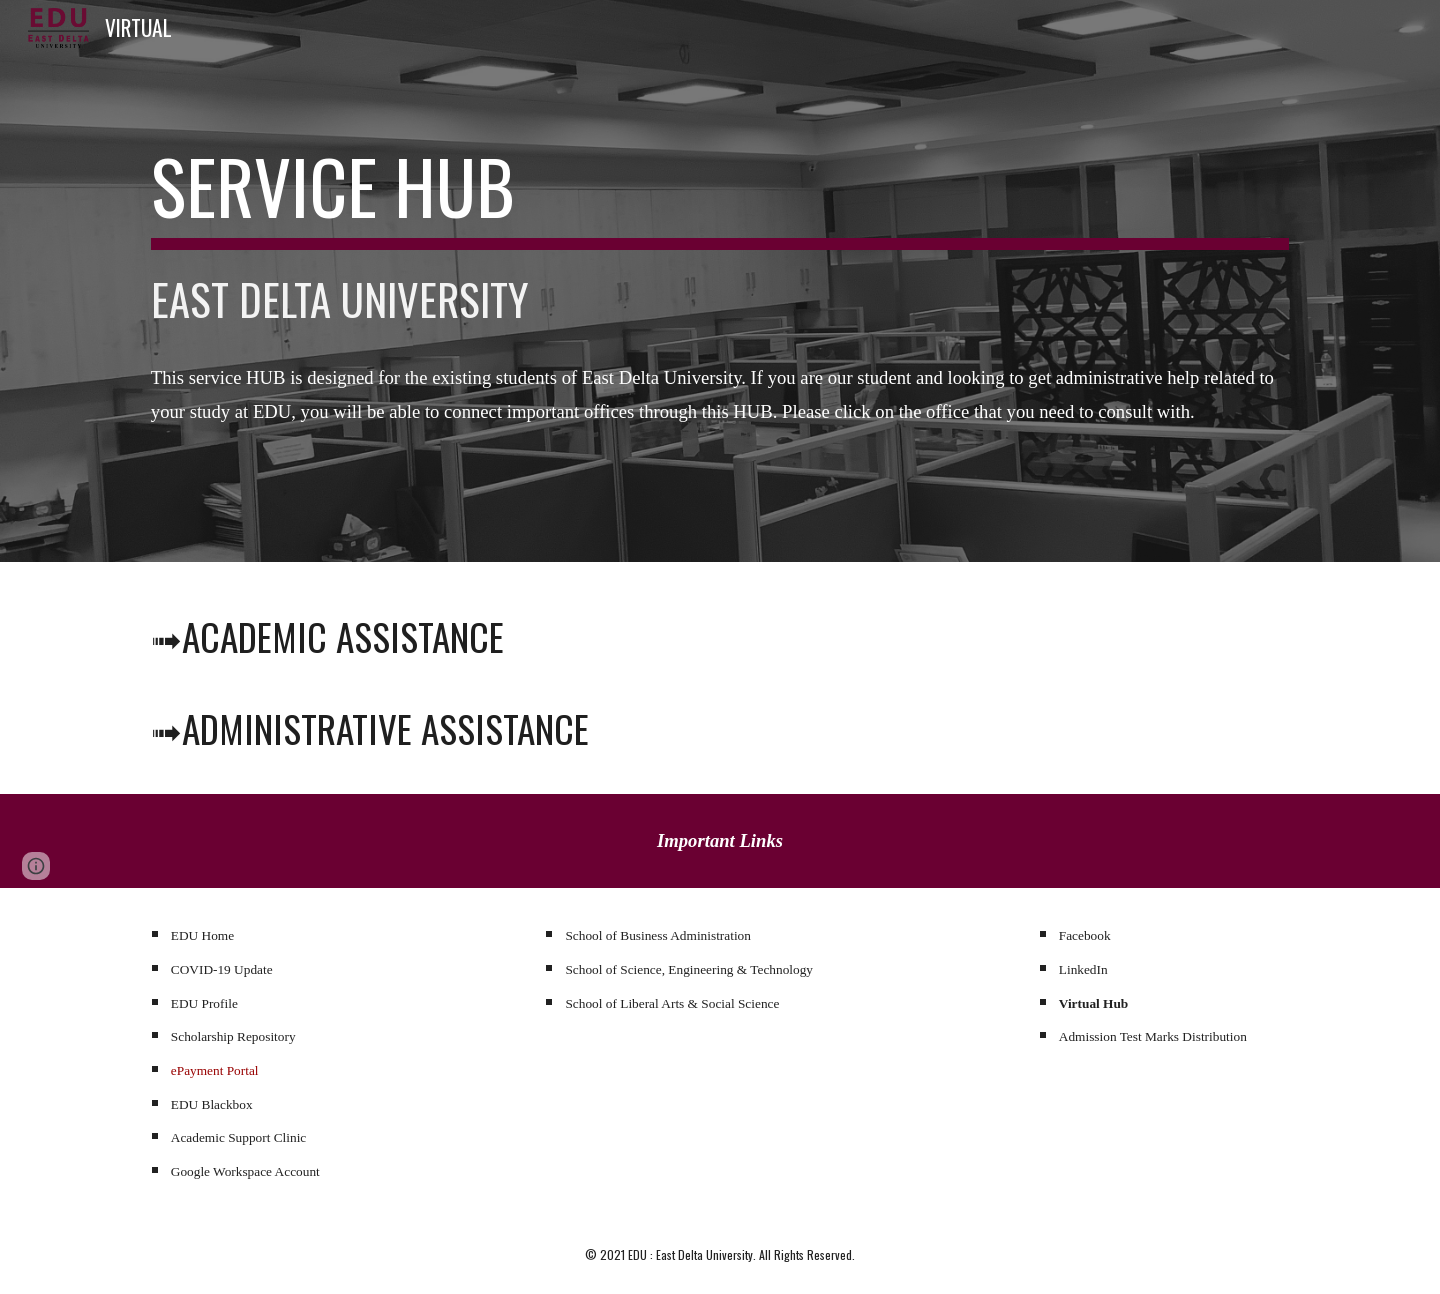 EDU
EAST DELTA
UNIVERSITY
VIRTUAL
SERVICE HUB
EAST DELTA UNIVERSITY
This service HUB is designed for the existing students of East Delta University. If you are our student and looking to get administrative help related to
your study at EDU, you will be able to connect important offices through this HUB. Please click on the office that you need to consult with.
➟ACADEMIC ASSISTANCE
➟ADMINISTRATIVE ASSISTANCE
Important Links
EDU Home
COVID-19 Update
EDU Profile
Scholarship Repository
ePayment Portal
EDU Blackbox
Academic Support Clinic
Google Workspace Account
School of Business Administration
School of Science, Engineering & Technology
School of Liberal Arts & Social Science
Facebook
LinkedIn
Virtual Hub
Admission Test Marks Distribution
© 2021 EDU : East Delta University. All Rights Reserved.